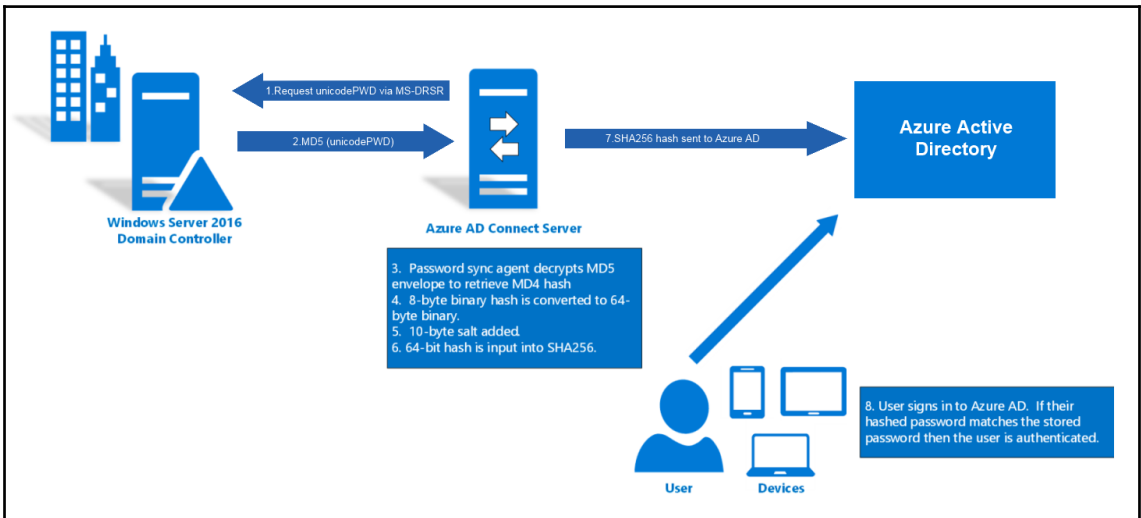 1.Request unicodePWD via MS-DRSR
2.MD5 (unicodePWD)
7.SHA256 hash sent to Azure AD
Azure Active
Directory
Windows Server 2016
Domain Controller
Azure AD Connect Server
3. Password sync agent decrypts MD5
envelope to retrieve MD4 hash
4. 8-byte binary hash is converted to 64-
byte binary.
5. 10-byte salt added.
6. 64-bit hash is input into SHA256.
8. User signs in to Azure AD. If their
hashed password matches the stored
password then the user is authenticated.
User
Devices